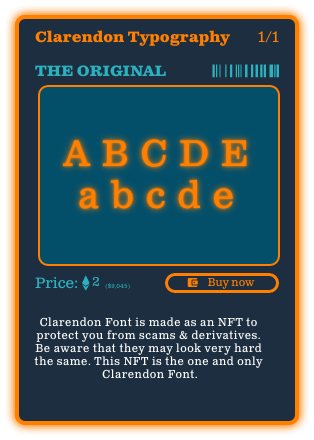 Clarendon Typography 1/1
THE ORIGINAL
A B C D E
a b c d e
Price: 2 ($9,045) Buy now
Clarendon Font is made as an NFT to
protect you from scams & derivatives.
Be aware that they may look very hard
the same. This NFT is the one and only
Clarendon Font.